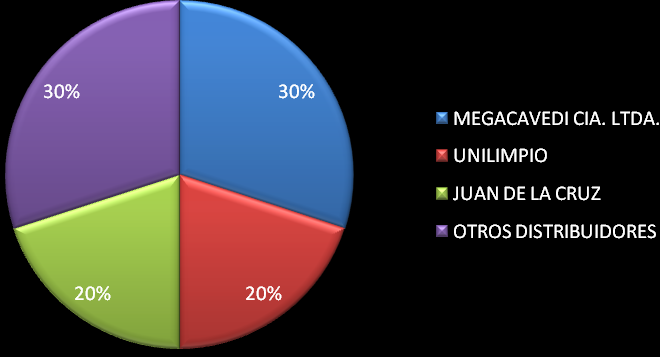 30%
30%
20%
20%
MEGACAVEDI CIA. LTDA.
UNILIMPIO
JUAN DE LA CRUZ
OTROS DISTRIBUIDORES